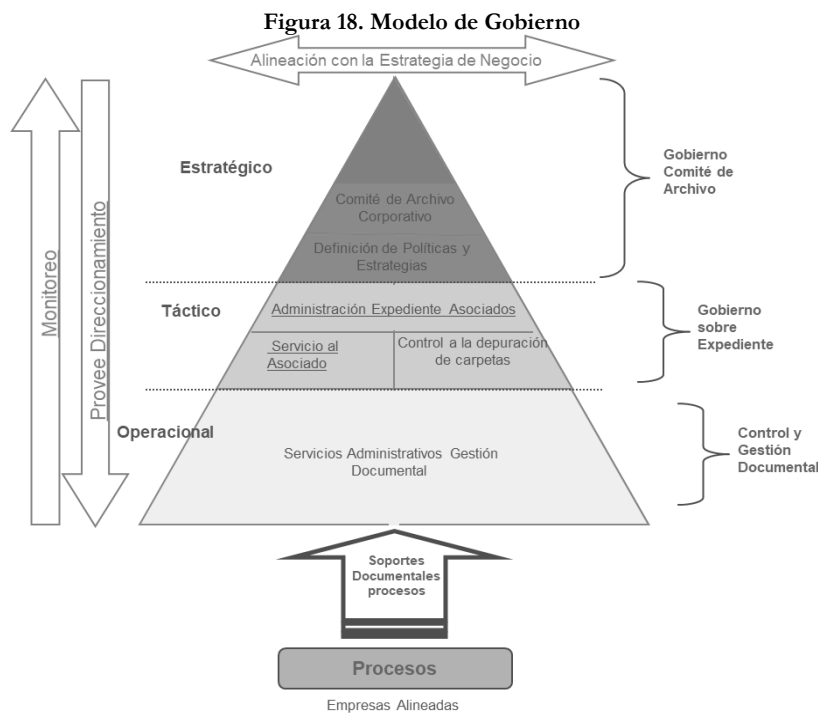 Figura 18. Modelo de Gobierno
Alineación con la Estrategia de Negocio
Monitoreo
Provee Direccionamiento
Estratégico
Comité de Archivo
Corporativo
Definición de Políticas y
Estrategias
Gobierno
Comité de
Archivo
Táctico
Administración Expediente Asociados
Servicio al
Asociado
Control a la depuración
de carpetas
Gobierno
sobre
Expediente
Operacional
Servicios Administrativos Gestión
Documental
Control y
Gestión
Documental
Soportes
Documentales
procesos
Procesos
Empresas Alineadas